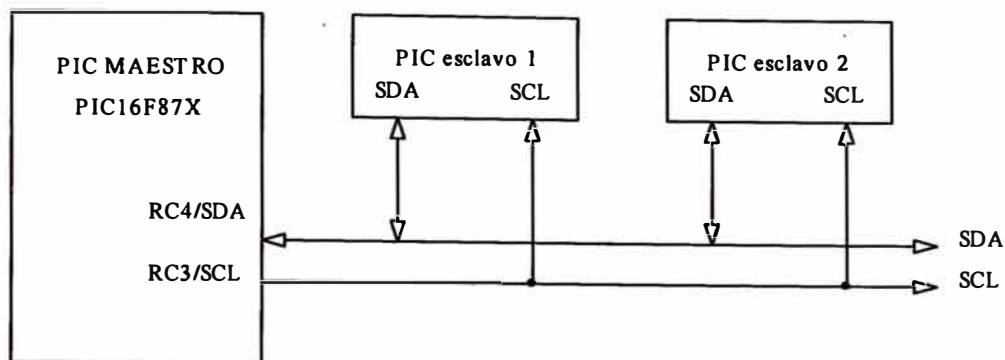 PIC MAESTRO
PIC16F87X
RC4/SDA
RC3/SCL
PIC esclavo 1
SDA SCL
PIC esclavo 2
SDA SCL
SDA
SCL